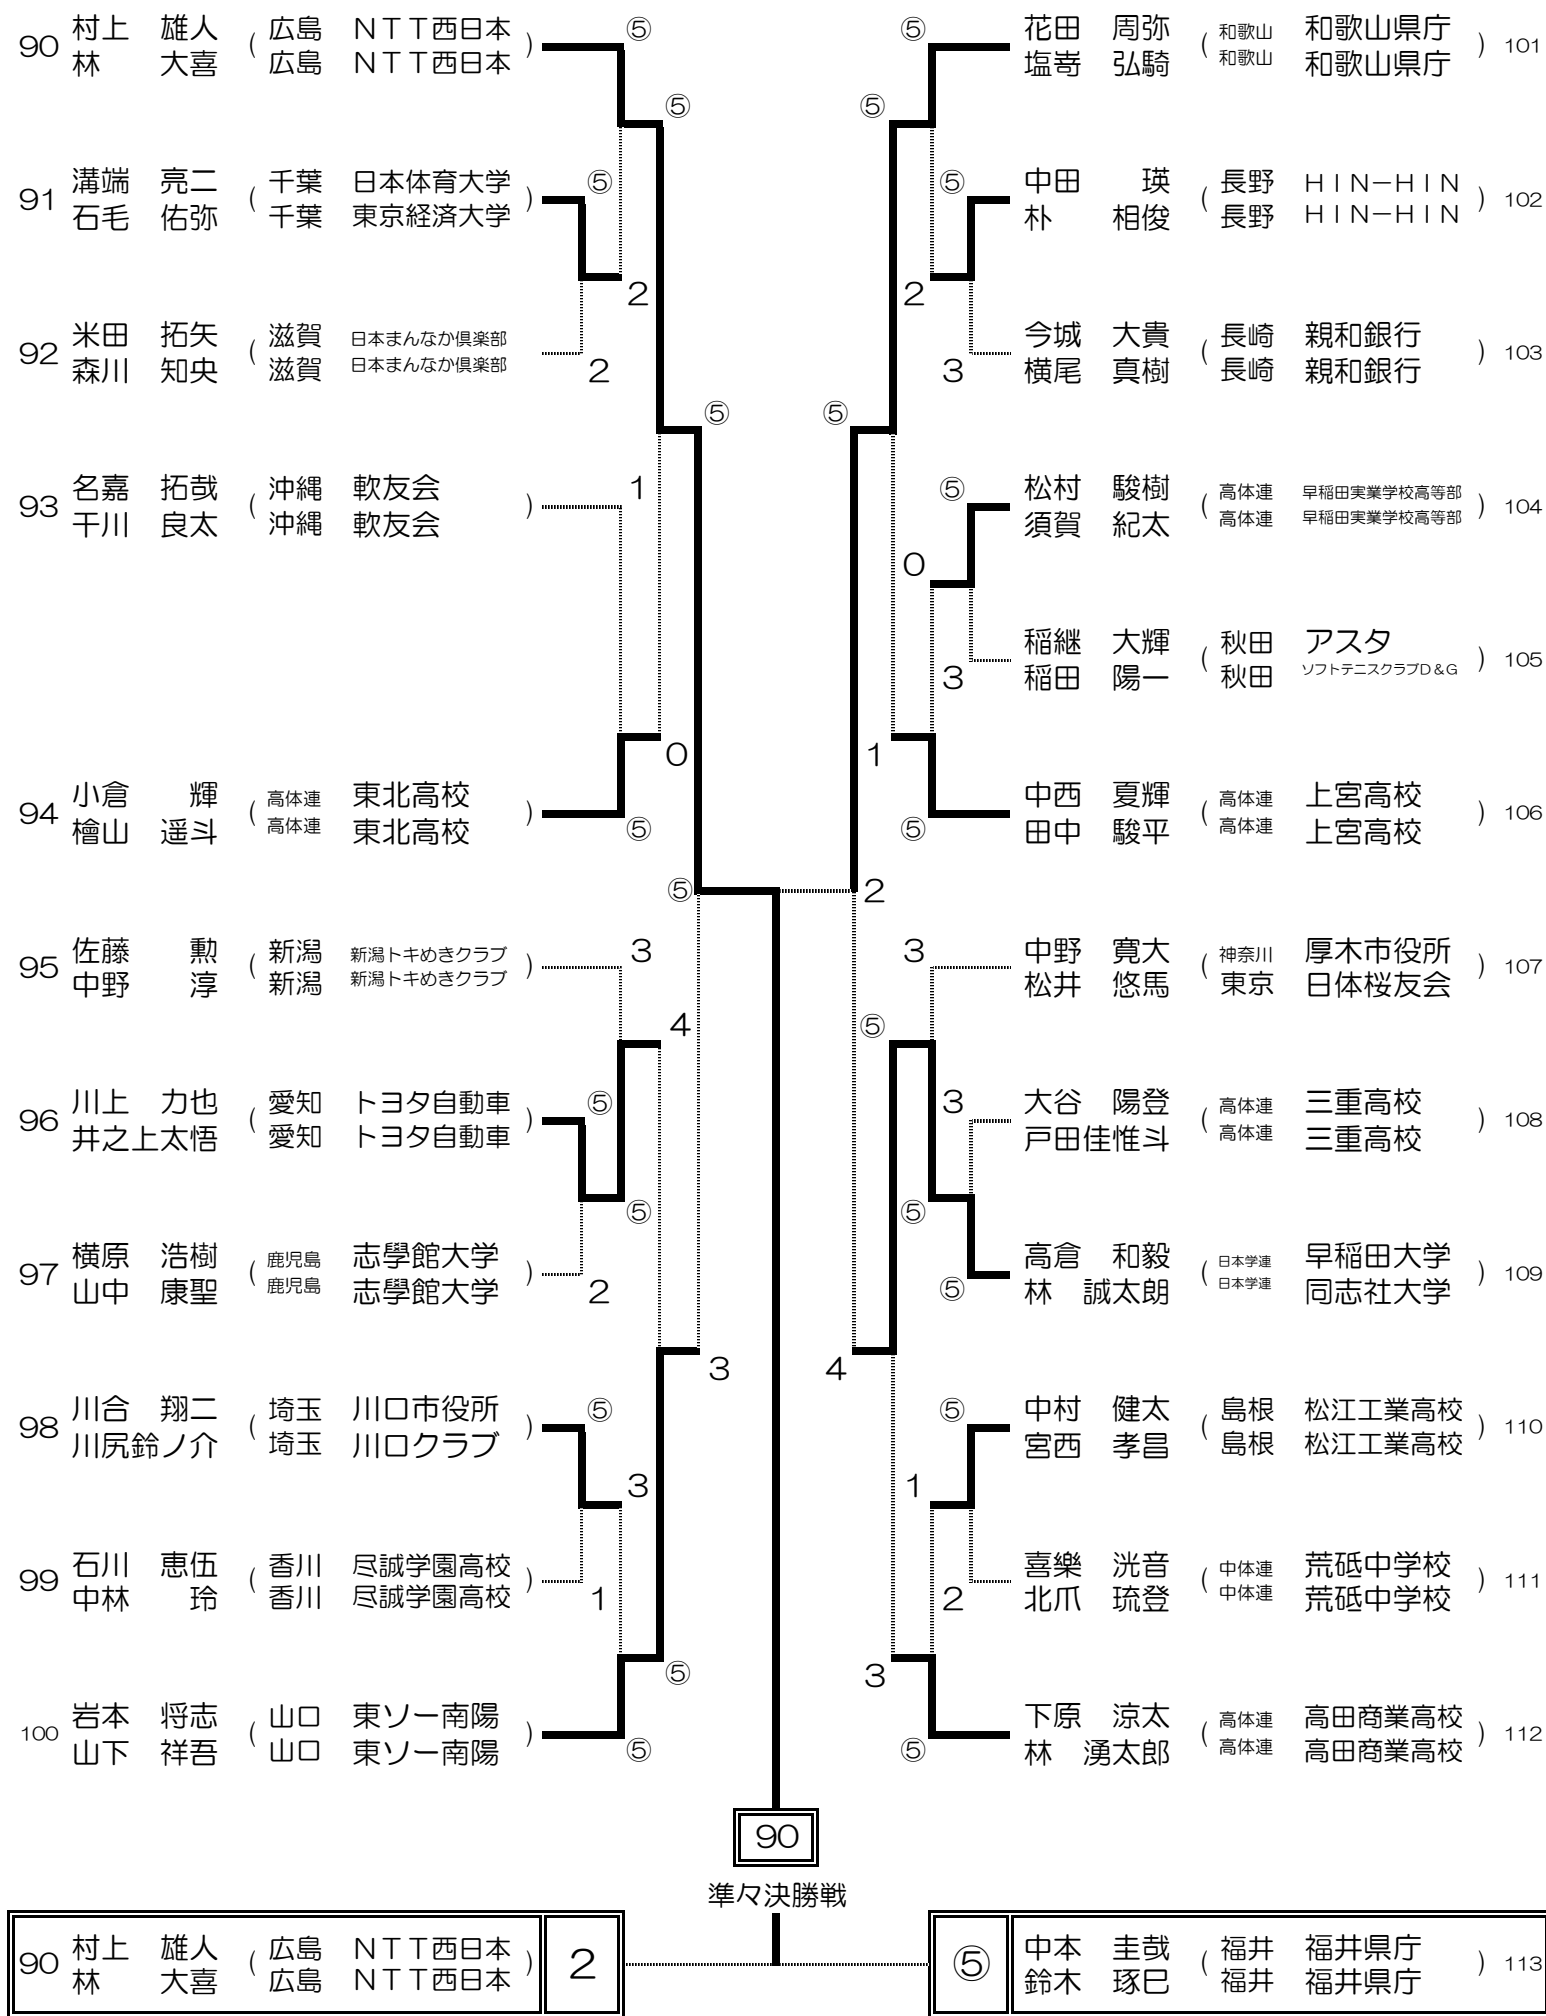 90 村上 雄人 ( 広島 ＮＴＴ西日本 )
林 大喜 広島 ＮＴＴ西日本
⑤
⑤
91 溝端 亮二 ( 千葉 日本体育大学 )
石毛 佑弥 千葉 東京経済大学
⑤
2
92 米田 拓矢 ( 滋賀 日本まんなか倶楽部
森川 知央 滋賀 日本まんなか倶楽部
2
⑤
93 名嘉 拓哉 ( 沖縄 軟友会 )
干川 良太 沖縄 軟友会
1
0
94 小倉 輝 ( 高体連 東北高校 )
檜山 遥斗 高体連 東北高校
⑤
⑤
95 佐藤 勲 ( 新潟 新潟トキめきクラブ )
中野 淳 新潟 新潟トキめきクラブ
3
4
96 川上 力也 ( 愛知 トヨタ自動車 )
井之上太悟 愛知 トヨタ自動車
⑤
⑤
97 横原 浩樹 ( 鹿児島 志學館大学 )
山中 康聖 鹿児島 志學館大学
2
3
98 川合 翔二 ( 埼玉 川口市役所 )
川尻鈴ノ介 埼玉 川口クラブ
⑤
3
99 石川 恵伍 ( 香川 尽誠学園高校 )
中林 玲 香川 尽誠学園高校
1
⑤
100 岩本 将志 ( 山口 東ソー南陽 )
山下 祥吾 山口 東ソー南陽
⑤
⑤
花田 周弥 ( 和歌山 和歌山県庁 ) 101
塩嵜 弘騎 和歌山 和歌山県庁
⑤
⑤
中田 瑛 ( 長野 ＨＩＮ－ＨＩＮ ) 102
朴 相俊 長野 ＨＩＮ－ＨＩＮ
2
今城 大貴 ( 長崎 親和銀行 ) 103
横尾 真樹 長崎 親和銀行
3
⑤
⑤
松村 駿樹 ( 高体連 早稲田実業学校高等部 ) 104
須賀 紀太 高体連 早稲田実業学校高等部
0
稲継 大輝 ( 秋田 アスタ ) 105
稲田 陽一 秋田 ソフトテニスクラブＤ＆Ｇ
3
1
中西 夏輝 ( 高体連 上宮高校 ) 106
田中 駿平 高体連 上宮高校
⑤
2
3
中野 寛大 ( 神奈川 厚木市役所 ) 107
松井 悠馬 東京 日体桜友会
⑤
3
大谷 陽登 ( 高体連 三重高校 ) 108
戸田佳惟斗 高体連 三重高校
⑤
高倉 和毅 ( 日本学連 早稲田大学 ) 109
林 誠太朗 日本学連 同志社大学
⑤
4
⑤
中村 健太 ( 島根 松江工業高校 ) 110
宮西 孝昌 島根 松江工業高校
1
喜樂 洸音 ( 中体連 荒砥中学校 ) 111
北爪 琉登 中体連 荒砥中学校
2
3
下原 涼太 ( 高体連 高田商業高校 ) 112
林 湧太郎 高体連 高田商業高校
⑤
90
準々決勝戦
90 村上 雄人 ( 広島 ＮＴＴ西日本 ) 2
林 大喜 広島 ＮＴＴ西日本
⑤ 中本 圭哉 ( 福井 福井県庁 ) 113
鈴木 琢巳 福井 福井県庁